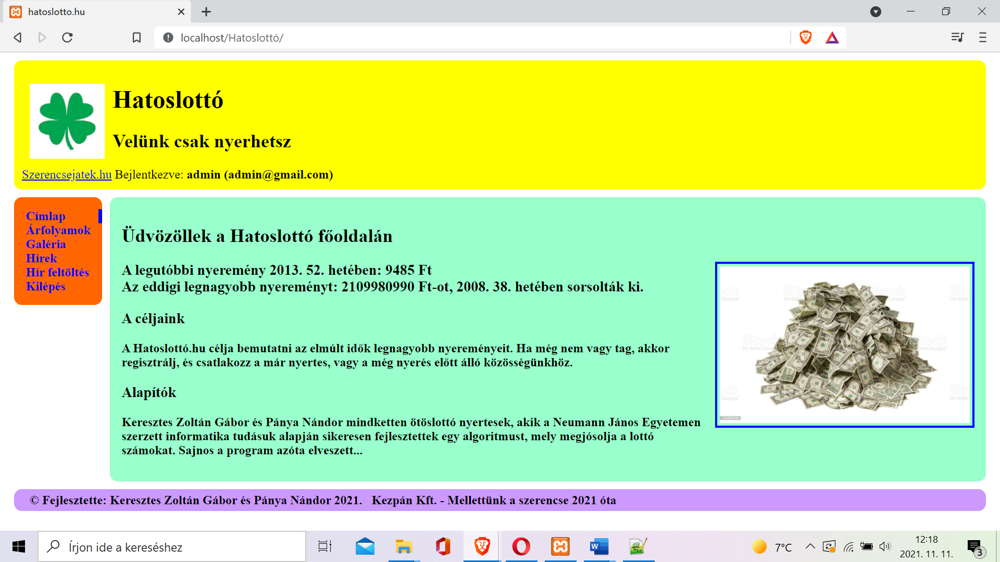 hatoslotto.hu
localhost/Hatoslottó/
Hatoslottó
Velünk csak nyerhetsz
Szerencsejatek.hu Bejlentkezve: admin (admin@gmail.com)
Címlap
Árfolyamok
Galéria
Hírek
Hír feltöltés
Kilépés
Üdvözöllek a Hatoslottó főoldalán
A legutóbbi nyeremény 2013. 52. hetében: 9485 Ft
Az eddigi legnagyobb nyereményt: 2109980990 Ft-ot, 2008. 38. hetében sorsolták ki.
A céljaink
A Hatoslottó.hu célja bemutatni az elmúlt idők legnagyobb nyereményeit. Ha még nem vagy tag, akkor
regisztrálj, és csatlakozz a már nyertes, vagy a még nyerés előtt álló közösségünkhöz.
Alapítók
Keresztes Zoltán Gábor és Pánya Nándor mindketten ötöslottó nyertesek, akik a Neumann János Egyetemen
szerzett informatika tudásuk alapján sikeresen fejlesztettek egy algoritmust, mely megjósolja a lottó
számokat. Sajnos a program azóta elveszett...
iStock
iStock
© Fejlesztette: Keresztes Zoltán Gábor és Pánya Nándor 2021.   Kezpán Kft. - Mellettünk a szerencse 2021 óta
Írjon ide a kereséshez
W
7°C
12:18
2021. 11. 11.
3